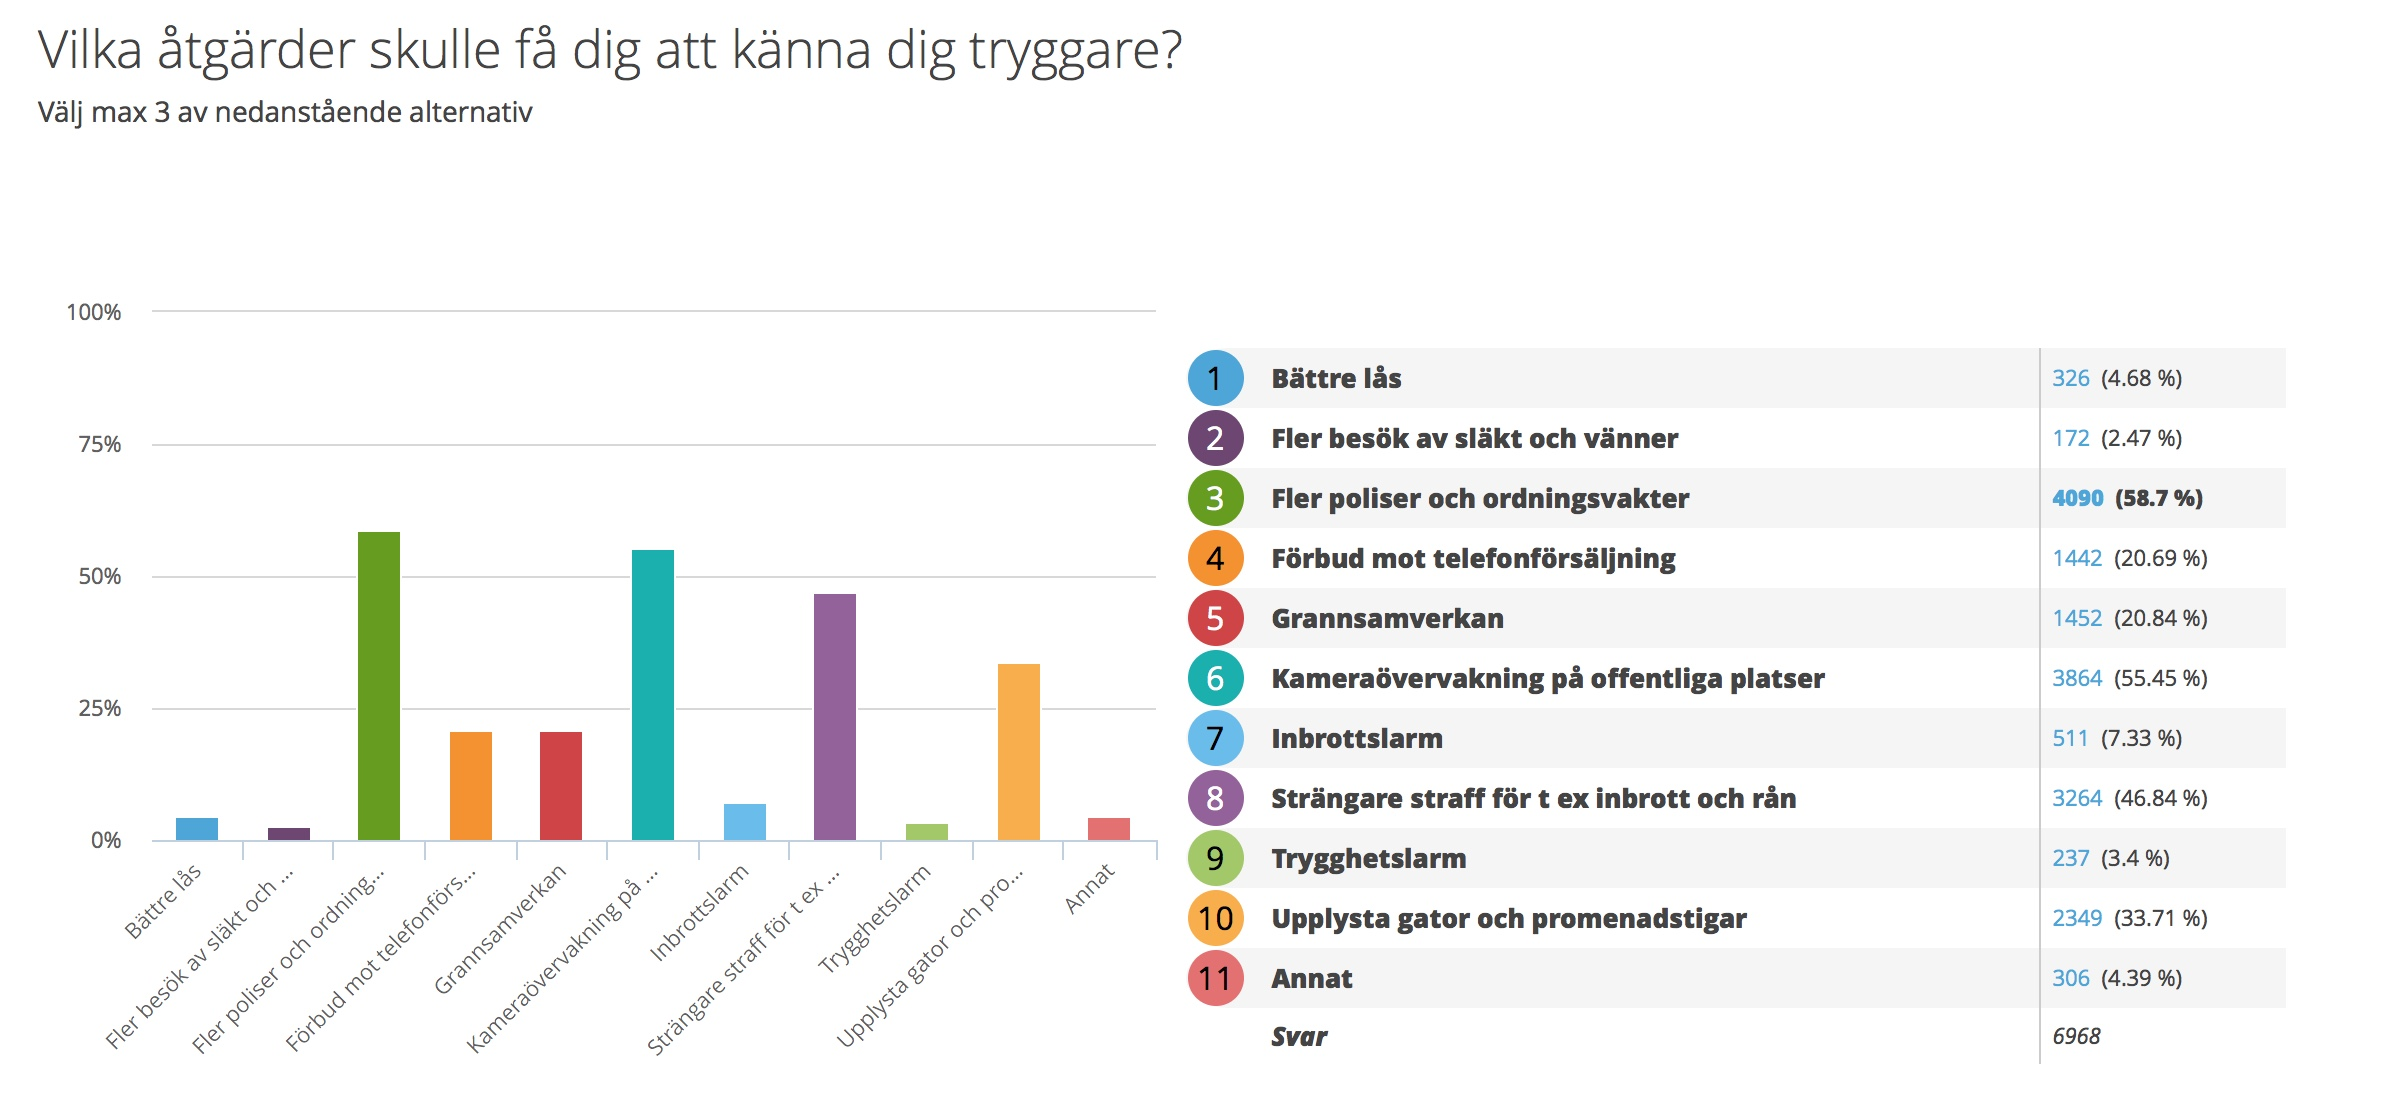 Vilka åtgärder skulle få dig att känna dig tryggare?
Välj max 3 av nedanstående alternativ
100%
75%
50%
25%
0%
Bättre lås
Fler besök av släkt och ...
Fler poliser och ordning...
Förbud mot telefonförs...
Grannsamverkan
Kameraövervakning på ...
Inbrottslarm
Strängare straff för t ex ...
Trygghetslarm
Upplysta gator och pro...
Annat
1 Bättre lås 326 (4.68 %)
2 Fler besök av släkt och vänner 172 (2.47 %)
3 Fler poliser och ordningsvakter 4090 (58.7 %)
4 Förbud mot telefonförsäljning 1442 (20.69 %)
5 Grannsamverkan 1452 (20.84 %)
6 Kameraövervakning på offentliga platser 3864 (55.45 %)
7 Inbrottslarm 511 (7.33 %)
8 Strängare straff för t ex inbrott och rån 3264 (46.84 %)
9 Trygghetslarm 237 (3.4 %)
10 Upplysta gator och promenadstigar 2349 (33.71 %)
11 Annat 306 (4.39 %)
Svar 6968